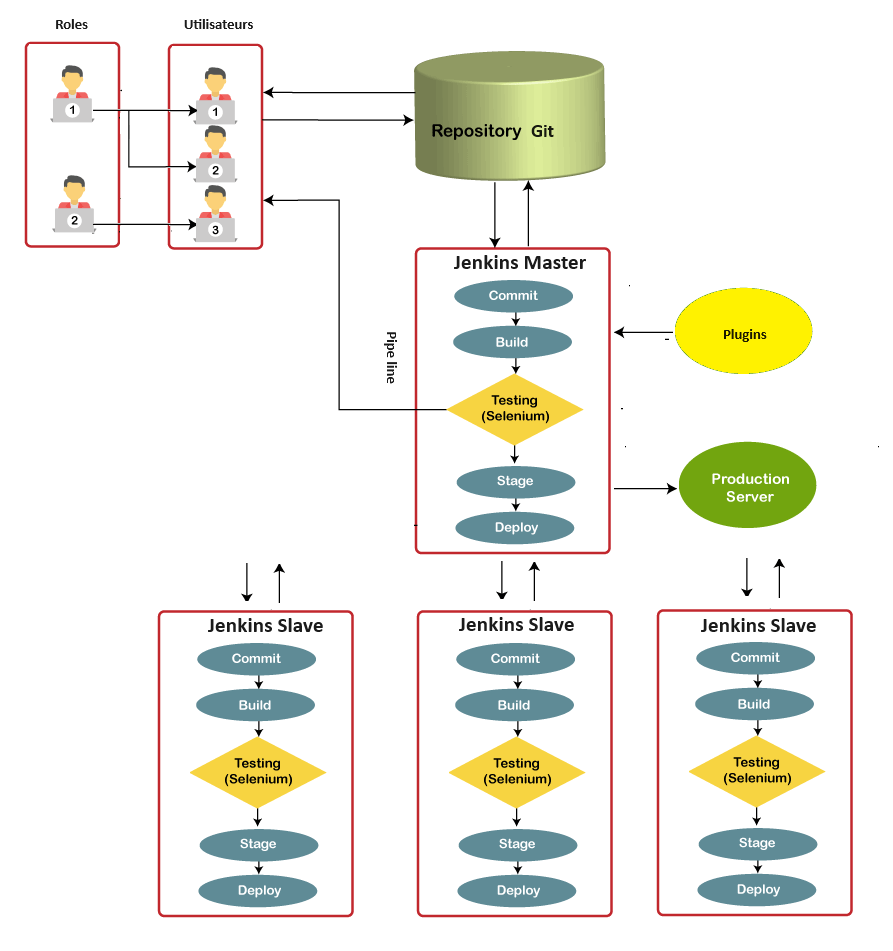 Roles
Utilisateurs
1
2
1
2
3
Repository Git
Jenkins Master
Commit
Build
Testing
(Selenium)
Stage
Deploy
Pipe line
Plugins
Production
Server
Jenkins Slave
Commit
Build
Testing
(Selenium)
Stage
Deploy
Jenkins Slave
Commit
Build
Testing
(Selenium)
Stage
Deploy
Jenkins Slave
Commit
Build
Testing
(Selenium)
Stage
Deploy